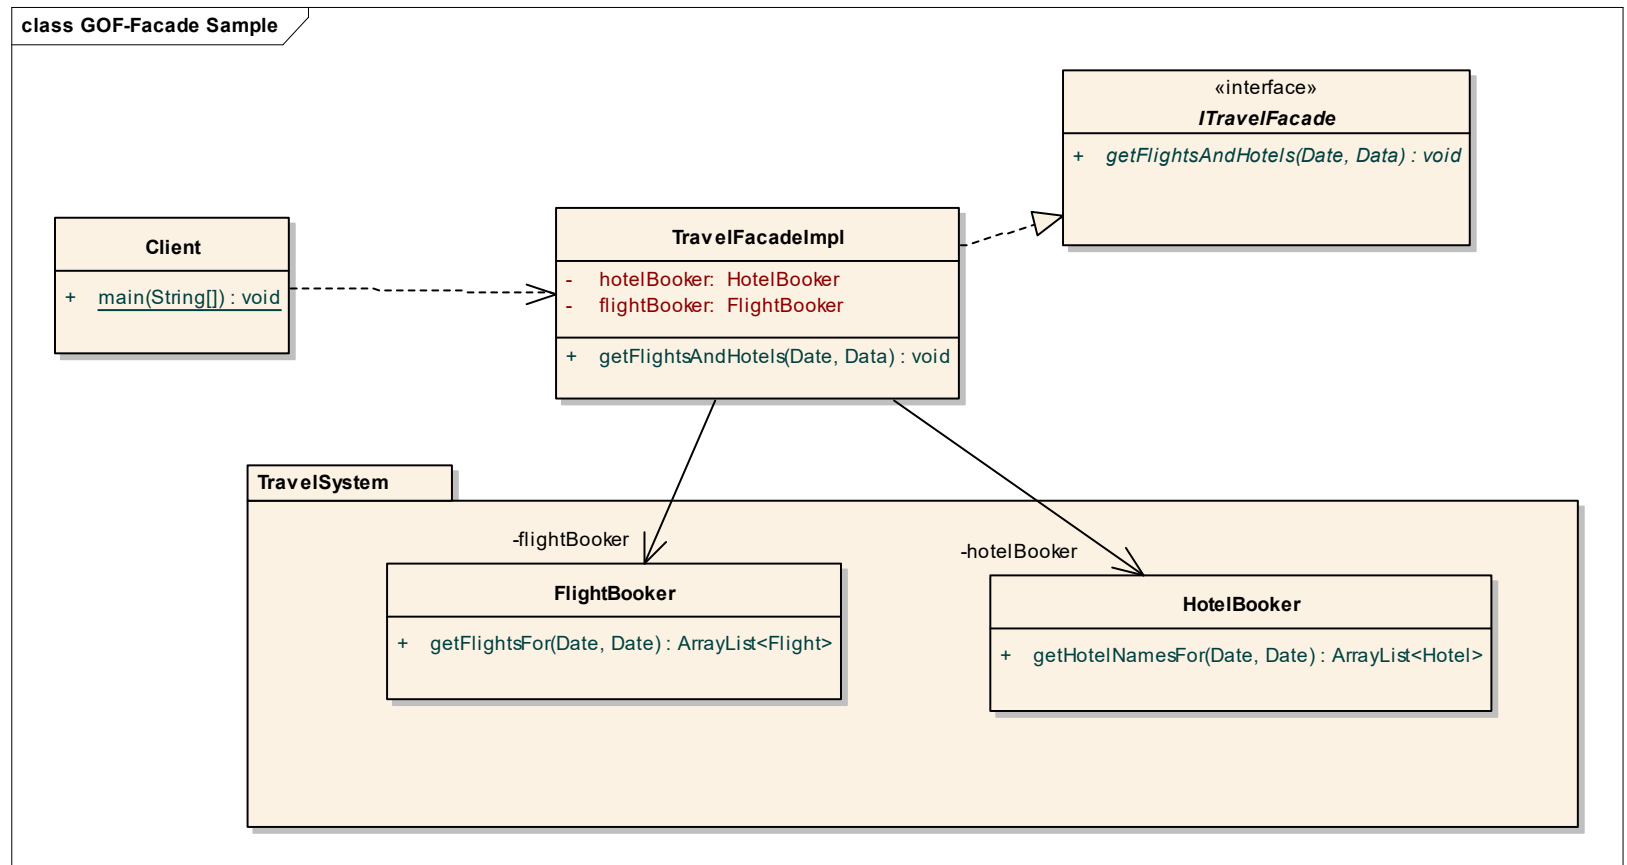 class GOF-Facade Sample
«interface»
ITravelFacade
+ getFlightsAndHotels(Date, Data) : void
Client
+ main(String[]) : void
TravelFacadeImpl
- hotelBooker: HotelBooker
- flightBooker: FlightBooker
+ getFlightsAndHotels(Date, Data) : void
TravelSystem
-flightBooker
-hotelBooker
FlightBooker
+ getFlightsFor(Date, Date) : ArrayList<Flight>
HotelBooker
+ getHotelNamesFor(Date, Date) : ArrayList<Hotel>